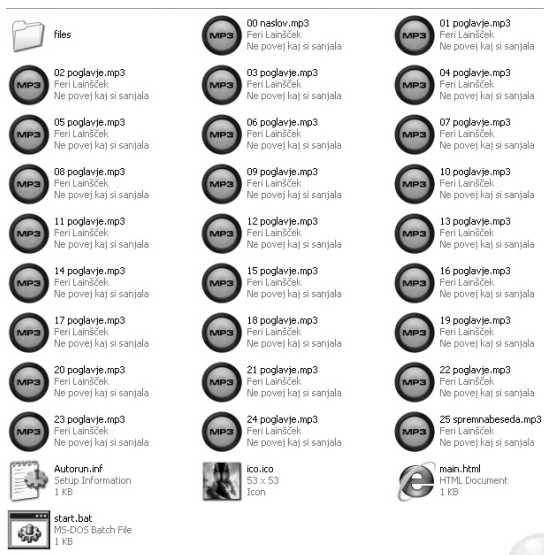 files
00 naslov.mp3
Feri Lainšček
Ne povej kaj si sanjala
01 poglavje.mp3
Feri Lainšček
Ne povej kaj si sanjala
02 poglavje.mp3
Feri Lainšček
Ne povej kaj si sanjala
03 poglavje.mp3
Feri Lainšček
Ne povej kaj si sanjala
04 poglavje.mp3
Feri Lainšček
Ne povej kaj si sanjala
05 poglavje.mp3
Feri Lainšček
Ne povej kaj si sanjala
06 poglavje.mp3
Feri Lainšček
Ne povej kaj si sanjala
07 poglavje.mp3
Feri Lainšček
Ne povej kaj si sanjala
08 poglavje.mp3
Feri Lainšček
Ne povej kaj si sanjala
09 poglavje.mp3
Feri Lainšček
Ne povej kaj si sanjala
10 poglavje.mp3
Feri Lainšček
Ne povej kaj si sanjala
11 poglavje.mp3
Feri Lainšček
Ne povej kaj si sanjala
12 poglavje.mp3
Feri Lainšček
Ne povej kaj si sanjala
13 poglavje.mp3
Feri Lainšček
Ne povej kaj si sanjala
14 poglavje.mp3
Feri Lainšček
Ne povej kaj si sanjala
15 poglavje.mp3
Feri Lainšček
Ne povej kaj si sanjala
16 poglavje.mp3
Feri Lainšček
Ne povej kaj si sanjala
17 poglavje.mp3
Feri Lainšček
Ne povej kaj si sanjala
18 poglavje.mp3
Feri Lainšček
Ne povej kaj si sanjala
19 poglavje.mp3
Feri Lainšček
Ne povej kaj si sanjala
20 poglavje.mp3
Feri Lainšček
Ne povej kaj si sanjala
21 poglavje.mp3
Feri Lainšček
Ne povej kaj si sanjala
22 poglavje.mp3
Feri Lainšček
Ne povej kaj si sanjala
23 poglavje.mp3
Feri Lainšček
Ne povej kaj si sanjala
24 poglavje.mp3
Feri Lainšček
Ne povej kaj si sanjala
25 spremnabeseda.mp3
Feri Lainšček
Ne povej kaj si sanjala
Autorun.inf
Setup Information
1 KB
ico.ico
53 x 53
Icon
main.html
HTML Document
1 KB
start.bat
MS-DOS Batch File
1 KB